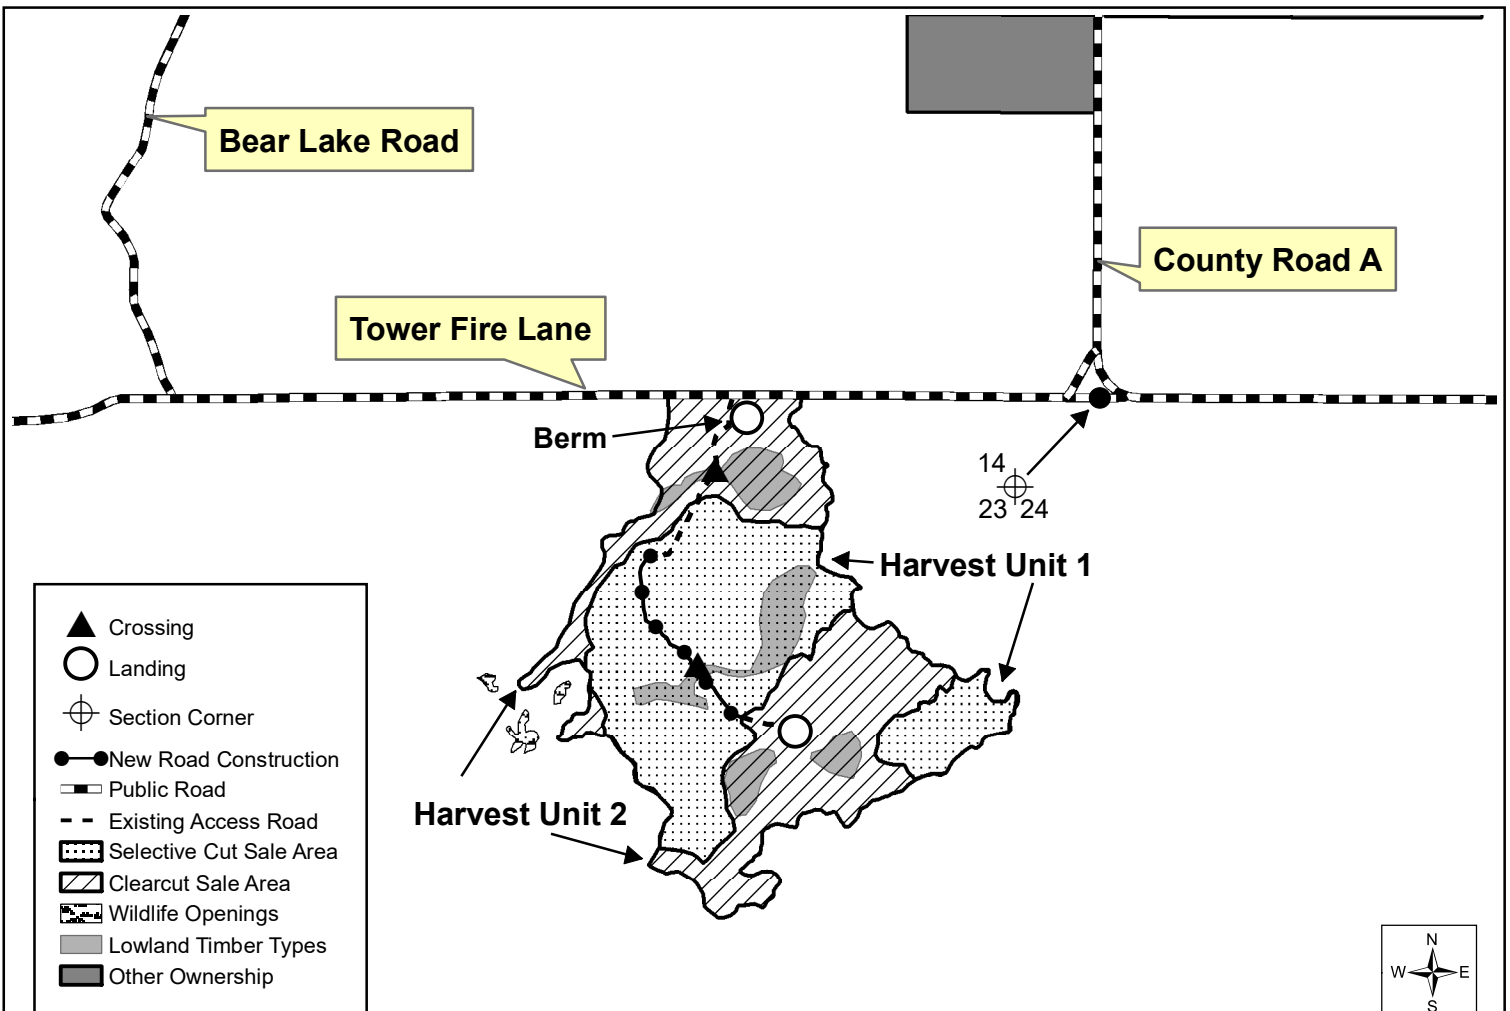 Bear Lake Road
County Road A
Tower Fire Lane
Berm
14
23 24
Harvest Unit 1
Harvest Unit 2
Crossing
Landing
Section Corner
New Road Construction
Public Road
Existing Access Road
Selective Cut Sale Area
Clearcut Sale Area
Wildlife Openings
Lowland Timber Types
Other Ownership
N
W E
S